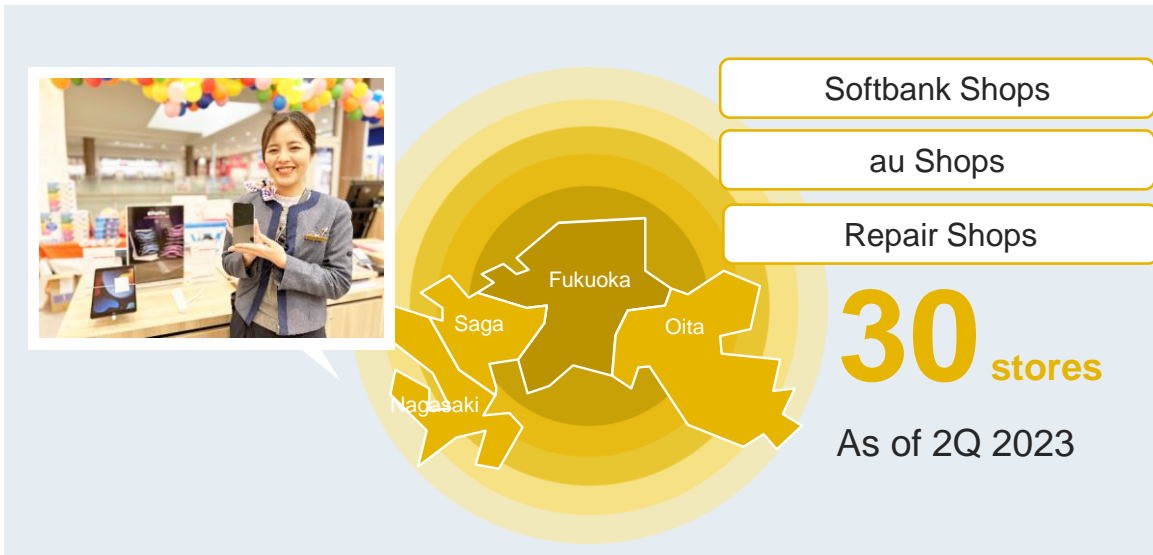 Softbank Shops
au Shops
Repair Shops
Fukuoka
Saga
Oita
Nagasaki
30 stores
As of 2Q 2023